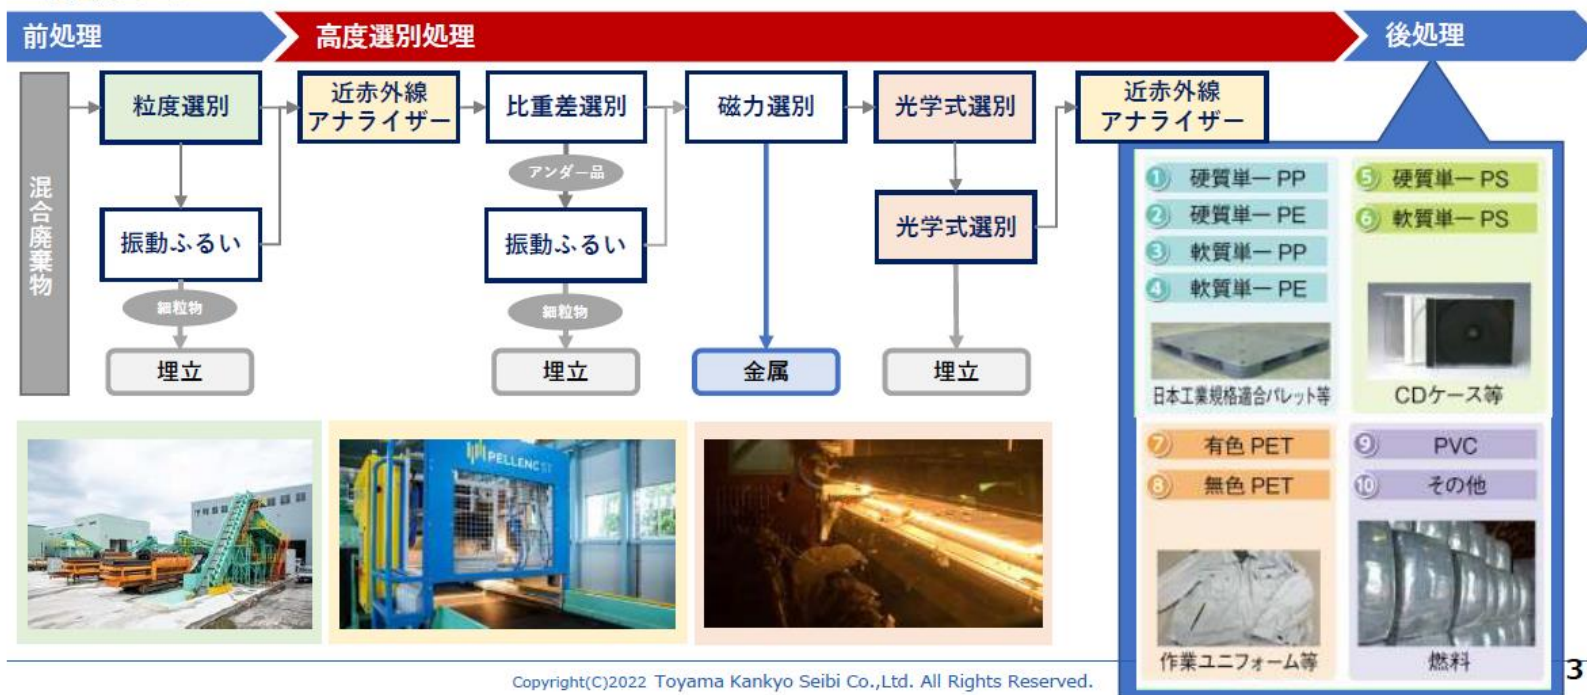 前処理
高度選別処理
後処理
混合廃棄物
粒度選別
近赤外線
アナライザー
比重差選別
磁力選別
光学式選別
近赤外線
アナライザー
アンダー品
振動ふるい
振動ふるい
光学式選別
細粒物
細粒物
埋立
埋立
金属
埋立
① 硬質単一 PP
② 硬質単一 PE
③ 軟質単一 PP
④ 軟質単一 PE
日本工業規格適合パレット等
⑤ 硬質単一 PS
⑥ 軟質単一 PS
CDケース等
⑦ 有色 PET
⑧ 無色 PET
作業ユニフォーム等
⑨ PVC
⑩ その他
燃料
PELLENC ST
Copyright(C)2022 Toyama Kankyo Seibi Co.,Ltd. All Rights Reserved.
3